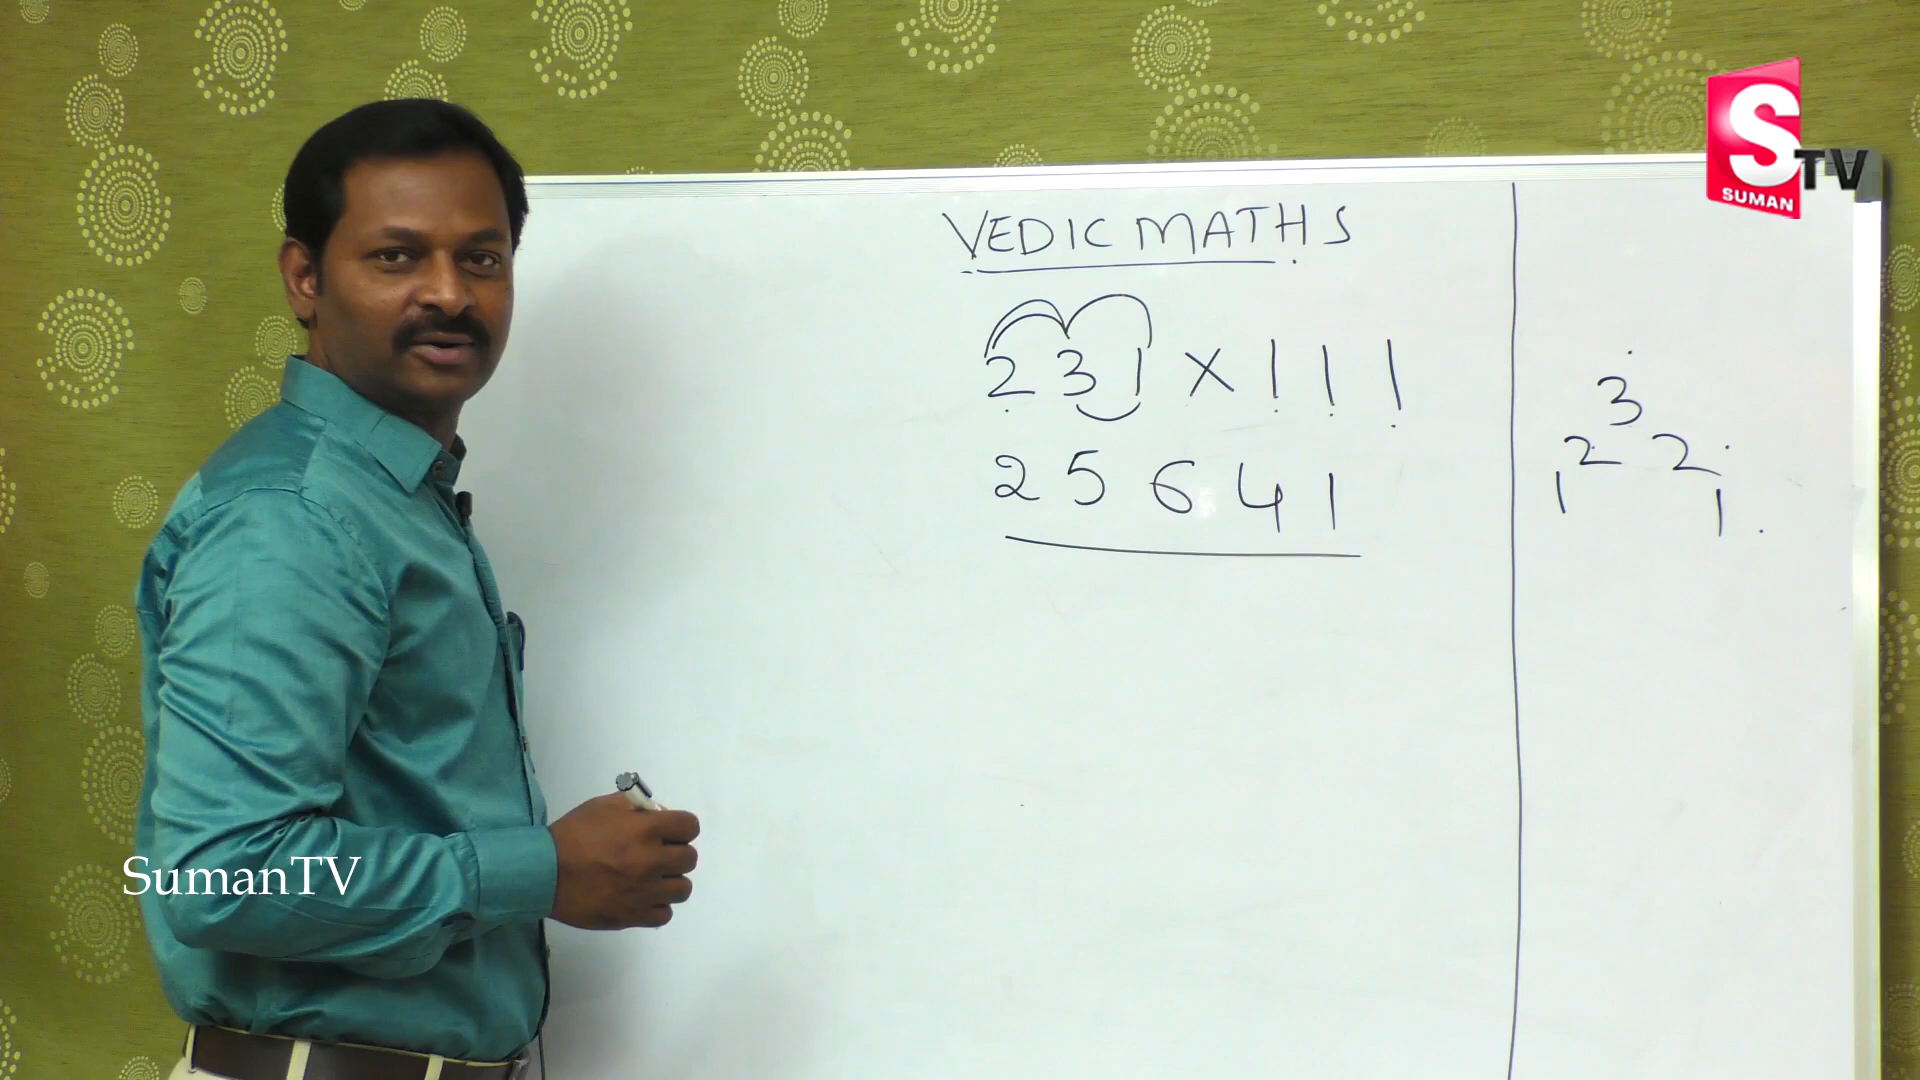 S TV
SUMAN
VEDIC MATHS
231 × 111
25641
3
2 2
1 1
SumanTV